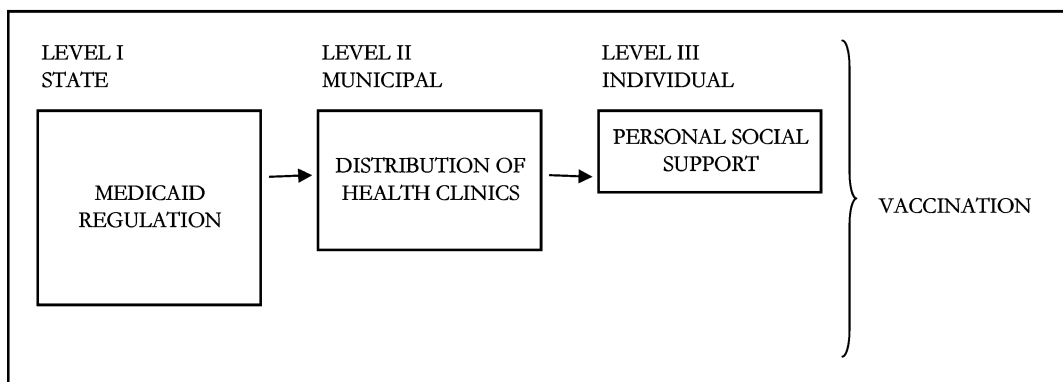 LEVEL I
STATE
MEDICAID
REGULATION
LEVEL II
MUNICIPAL
DISTRIBUTION OF
HEALTH CLINICS
LEVEL III
INDIVIDUAL
PERSONAL SOCIAL
SUPPORT
VACCINATION